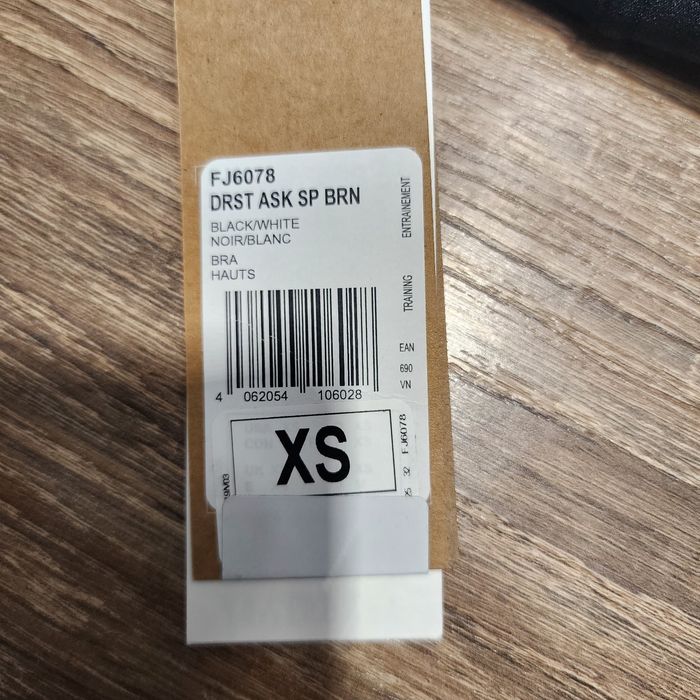 FJ6078
DRST ASK SP BRN
BLACK/WHITE
NOIR/BLANC
BRA
HAUTS
TRAINING
ENTRAINEMENT
EAN
690
VN
4 062054 106028
XS
32 FJ6078